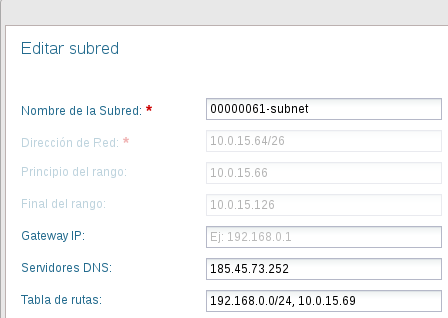 Editar subred
Nombre de la Subred: * 00000061-subnet
Dirección de Red: * 10.0.15.64/26
Principio del rango: 10.0.15.66
Final del rango: 10.0.15.126
Gateway IP: Ej: 192.168.0.1
Servidores DNS: 185.45.73.252
Tabla de rutas: 192.168.0.0/24, 10.0.15.69